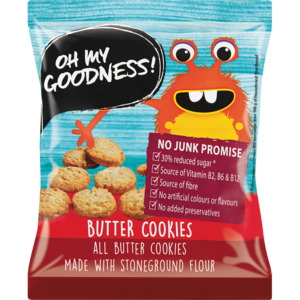 OH MY
GOODNESS!
NO JUNK PROMISE
30% reduced sugar*
Source of Vitamin B2, B6 & B12
Source of fibre
No artificial colours or flavours
No added preservatives
BUTTER COOKIES
ALL BUTTER COOKIES
MADE WITH STONEGROUND FLOUR